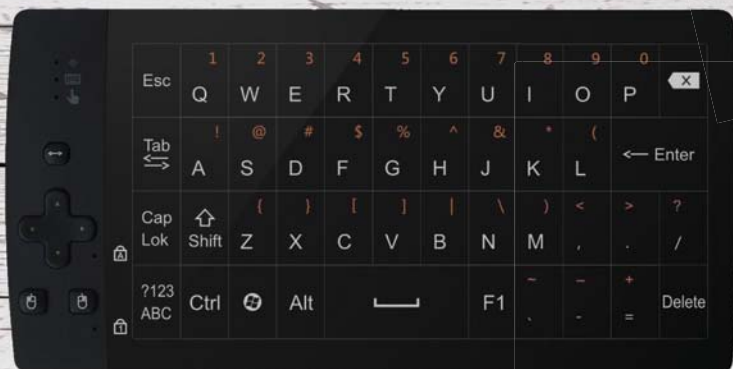 1 2 3 4 5 6 7 8 9 0
Esc Q W E R T Y U I O P X
! @ # $ % ^ & * (
Tab A S D F G H J K L ← Enter
{ } [ ] | \ ) < > ?
Cap Lok Shift Z X C V B N M , . /
A
~ – +
?123 ABC Ctrl Alt F1 ` - = Delete
1